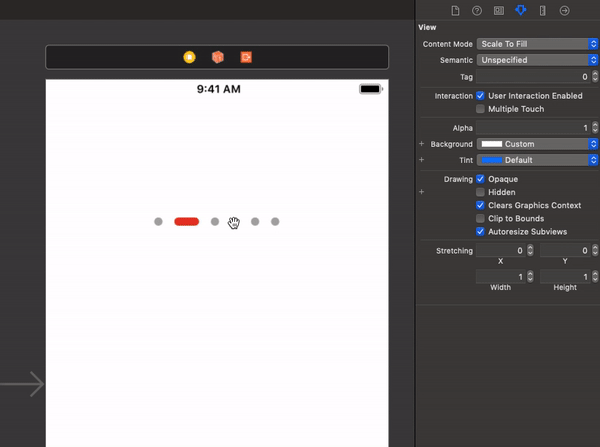 View
Content Mode Scale To Fill
Semantic Unspecified
Tag 0
Interaction User Interaction Enabled
Multiple Touch
Alpha 1
+ Background Custom
+ Tint Default
Drawing Opaque
+ Hidden
Clears Graphics Context
Clip to Bounds
Autoresize Subviews
Stretching 0 0
X Y
1 1
Width Height
9:41 AM